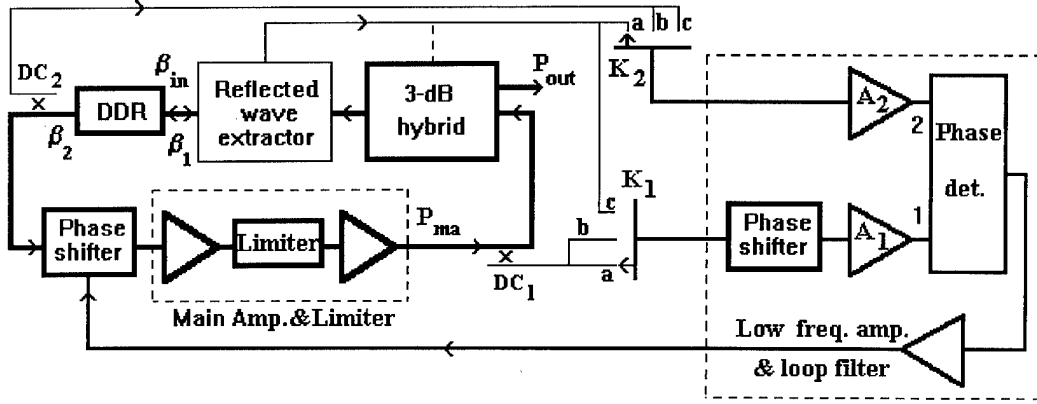 a b c
K2
DC2
βin
DDR
β2
β1
Reflected
wave
extractor
3-dB
hybrid
Pout
A2
2
Phase
det.
K1
c
b
a
DC1
Phase
shifter
Limiter
Pma
Main Amp.&Limiter
Phase
shifter
A1
1
Low freq. amp.
& loop filter